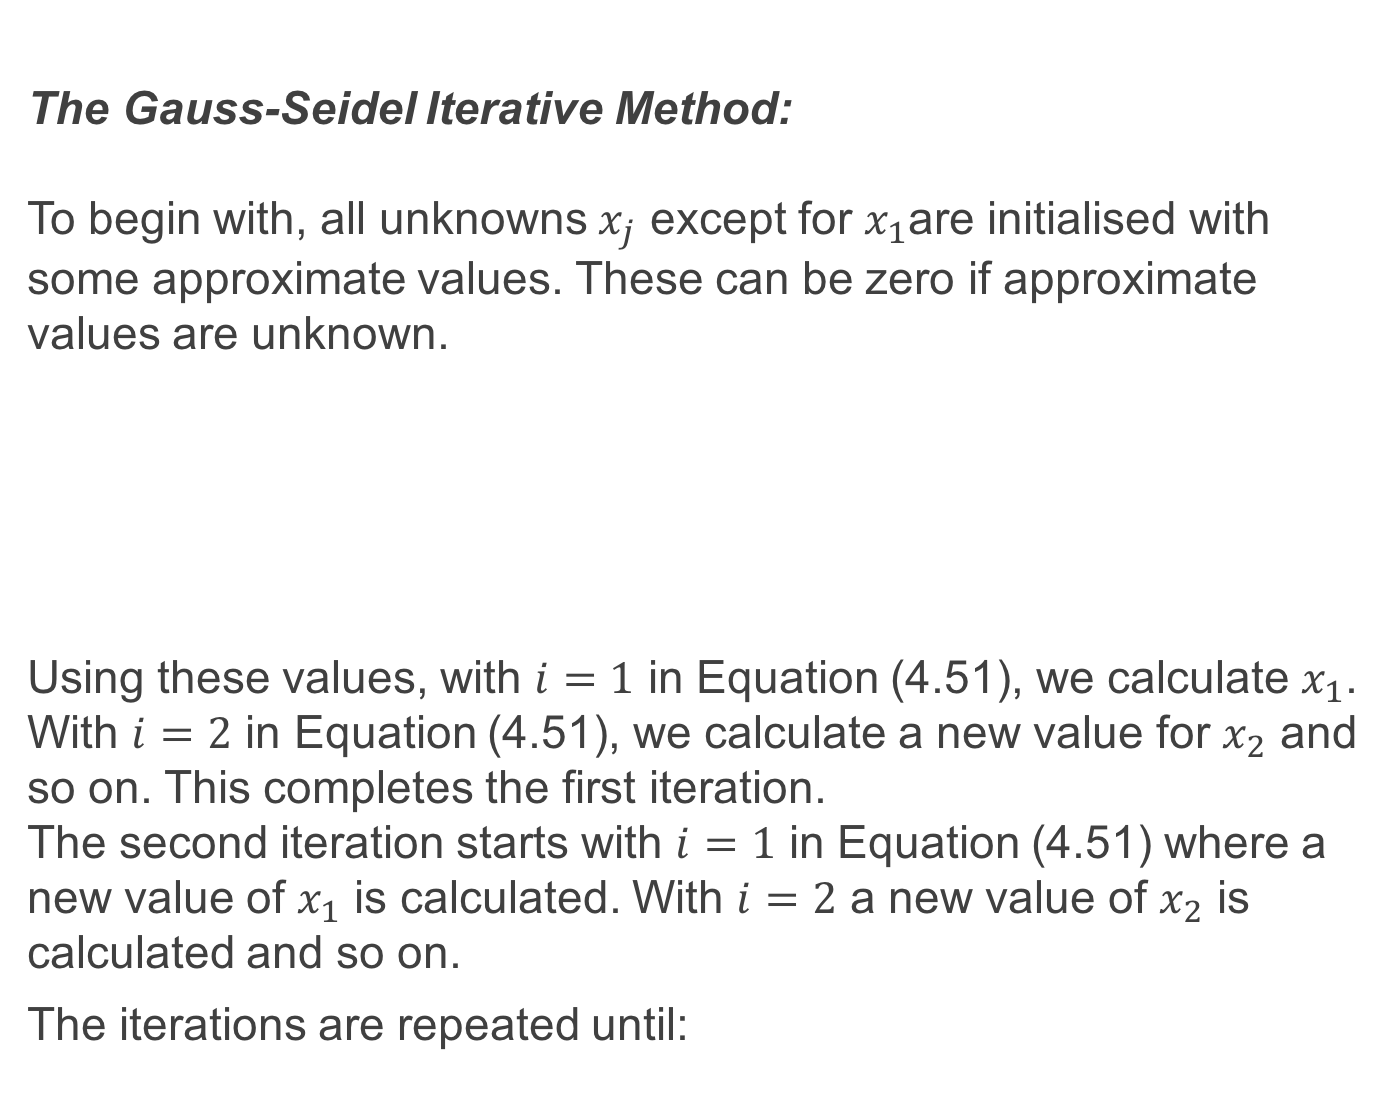 The Gauss-Seidel Iterative Method:
To begin with, all unknowns 𝑥𝑗 except for 𝑥1are initialised with
some approximate values. These can be zero if approximate
values are unknown.
Using these values, with 𝑖 = 1 in Equation (4.51), we calculate 𝑥1.
With 𝑖 = 2 in Equation (4.51), we calculate a new value for 𝑥2 and
so on. This completes the first iteration.
The second iteration starts with 𝑖 = 1 in Equation (4.51) where a
new value of 𝑥1 is calculated. With 𝑖 = 2 a new value of 𝑥2 is
calculated and so on.
The iterations are repeated until: